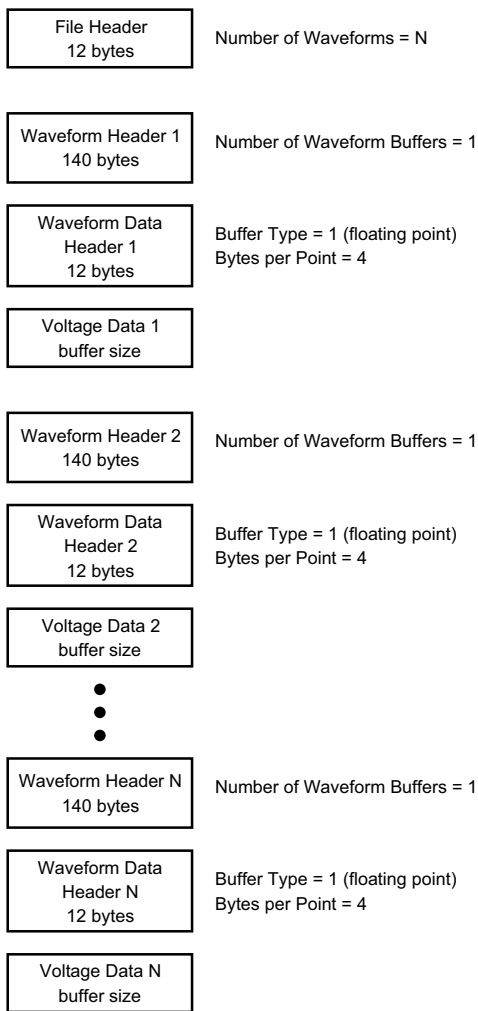 File Header
12 bytes
Number of Waveforms = N
Waveform Header 1
140 bytes
Number of Waveform Buffers = 1
Waveform Data
Header 1
12 bytes
Buffer Type = 1 (floating point)
Bytes per Point = 4
Voltage Data 1
buffer size
Waveform Header 2
140 bytes
Number of Waveform Buffers = 1
Waveform Data
Header 2
12 bytes
Buffer Type = 1 (floating point)
Bytes per Point = 4
Voltage Data 2
buffer size
Waveform Header N
140 bytes
Number of Waveform Buffers = 1
Waveform Data
Header N
12 bytes
Buffer Type = 1 (floating point)
Bytes per Point = 4
Voltage Data N
buffer size